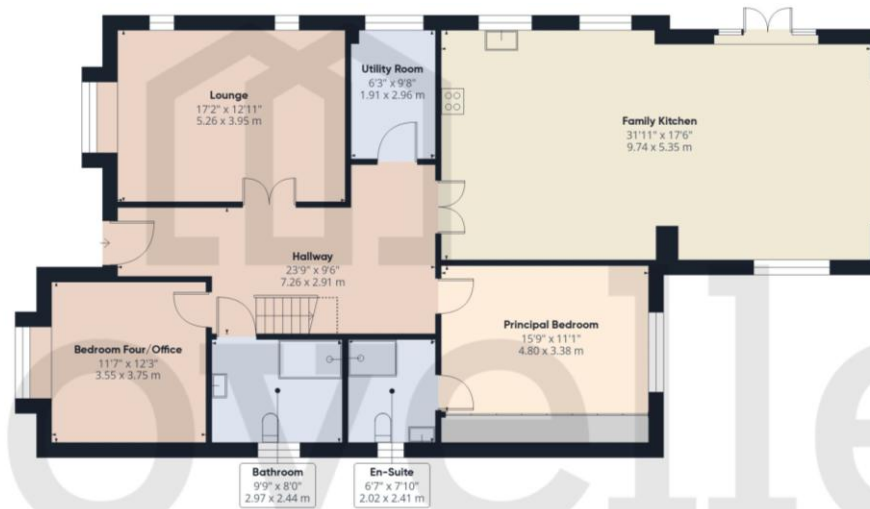 Lounge
17'2" x 12'11"
5.26 x 3.95 m
Utility Room
6'3" x 9'8"
1.91 x 2.96 m
Family Kitchen
31'11" x 17'6"
9.74 x 5.35 m
Hallway
23'9" x 9'6"
7.26 x 2.91 m
Bedroom Four/Office
11'7" x 12'3"
3.55 x 3.75 m
Principal Bedroom
15'9" x 11'1"
4.80 x 3.38 m
Bathroom
9'9" x 8'0"
2.97 x 2.44 m
En-Suite
6'7" x 7'10"
2.02 x 2.41 m
ovelle